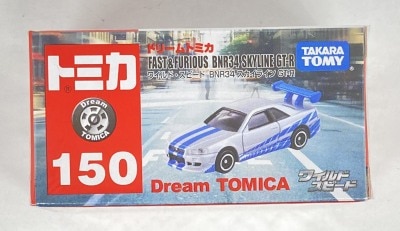 ドリームトミカ
FAST&FURIOUS BNR34 SKYLINE GT-R
ワイルド・スピード BNR34 スカイライン GT-R
TAKARA
TOMY
トミカ
Dream
TOMICA
150
Dream TOMICA
ワイルド
スピード